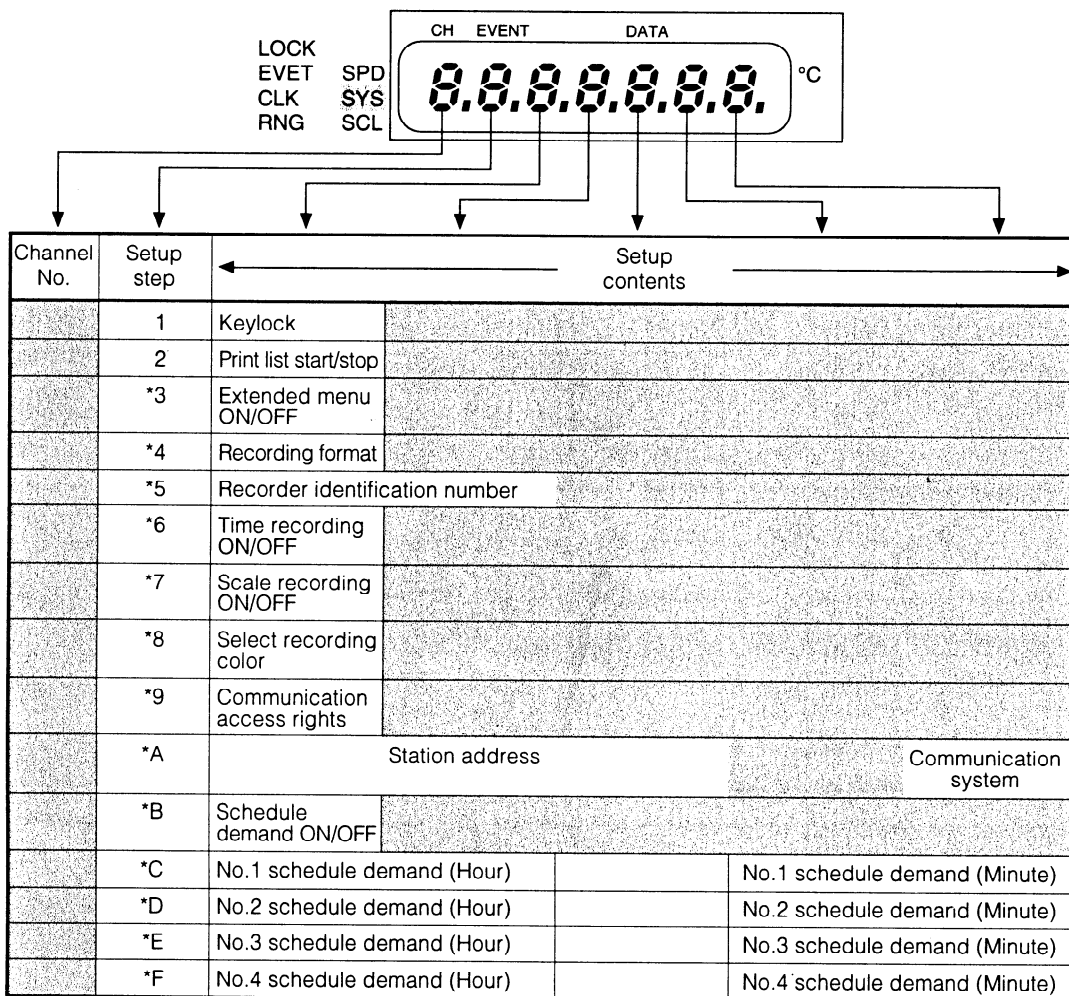 CH EVENT DATA
LOCK
EVET SPD
CLK SYS
RNG SCL
8.8.8.8.8.8.8.
°C
Channel No.
Setup step
Setup contents
1 Keylock
2 Print list start/stop
*3 Extended menu ON/OFF
*4 Recording format
*5 Recorder identification number
*6 Time recording ON/OFF
*7 Scale recording ON/OFF
*8 Select recording color
*9 Communication access rights
*A Station address Communication system
*B Schedule demand ON/OFF
*C No.1 schedule demand (Hour) No.1 schedule demand (Minute)
*D No.2 schedule demand (Hour) No.2 schedule demand (Minute)
*E No.3 schedule demand (Hour) No.3 schedule demand (Minute)
*F No.4 schedule demand (Hour) No.4 schedule demand (Minute)